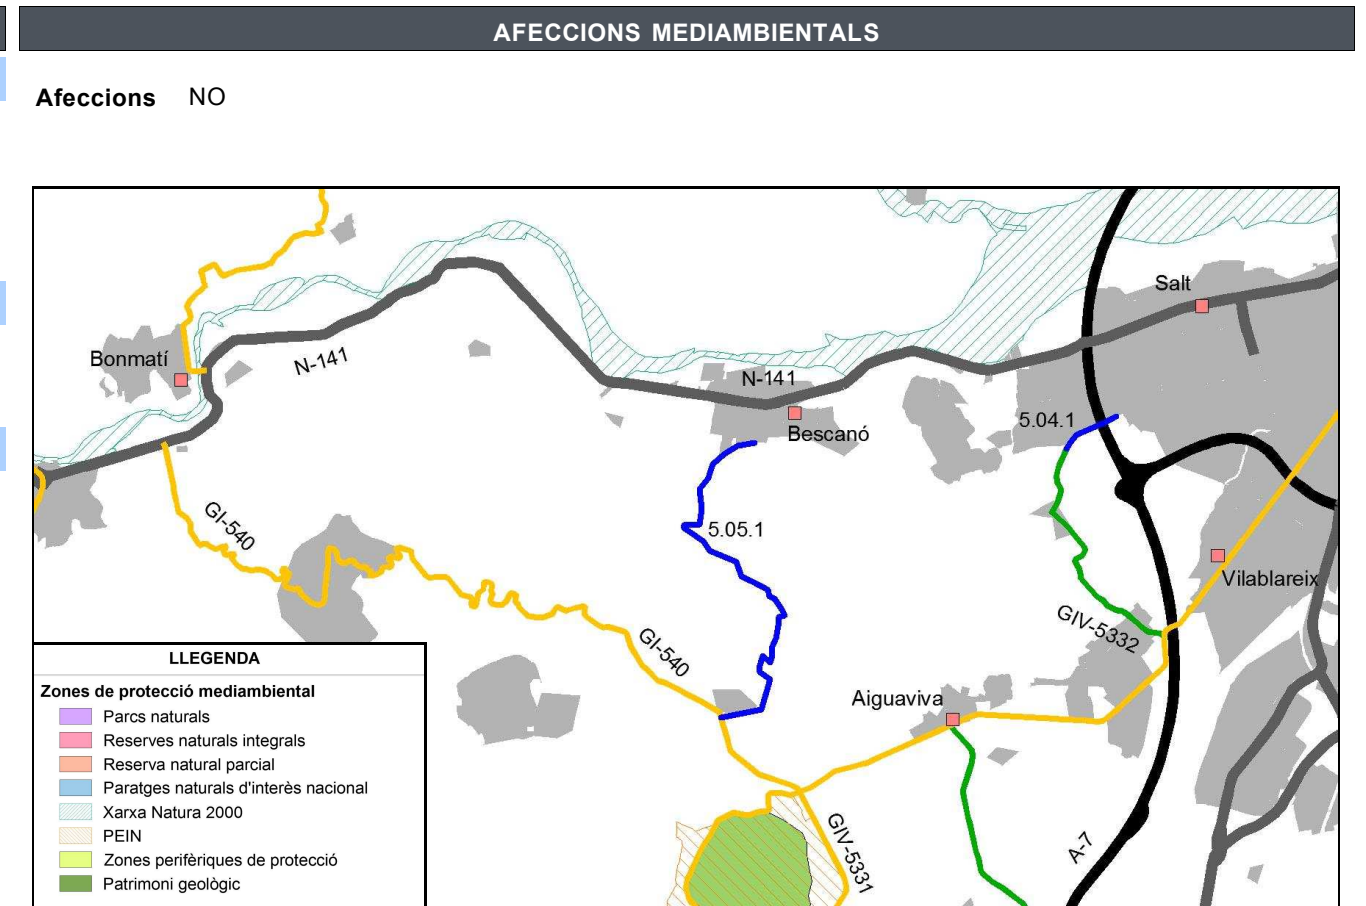 AFECCIONS MEDIAMBIENTALS
Afeccions NO
Salt
Bonmatí
N-141
N-141
Bescanó
5.04.1
GI-540
5.05.1
Vilablareix
GIV-5332
GI-540
Aiguaviva
GIV-5331
A-7
LLEGENDA
Zones de protecció mediambiental
Parcs naturals
Reserves naturals integrals
Reserva natural parcial
Paratges naturals d'interès nacional
Xarxa Natura 2000
PEIN
Zones perifèriques de protecció
Patrimoni geològic